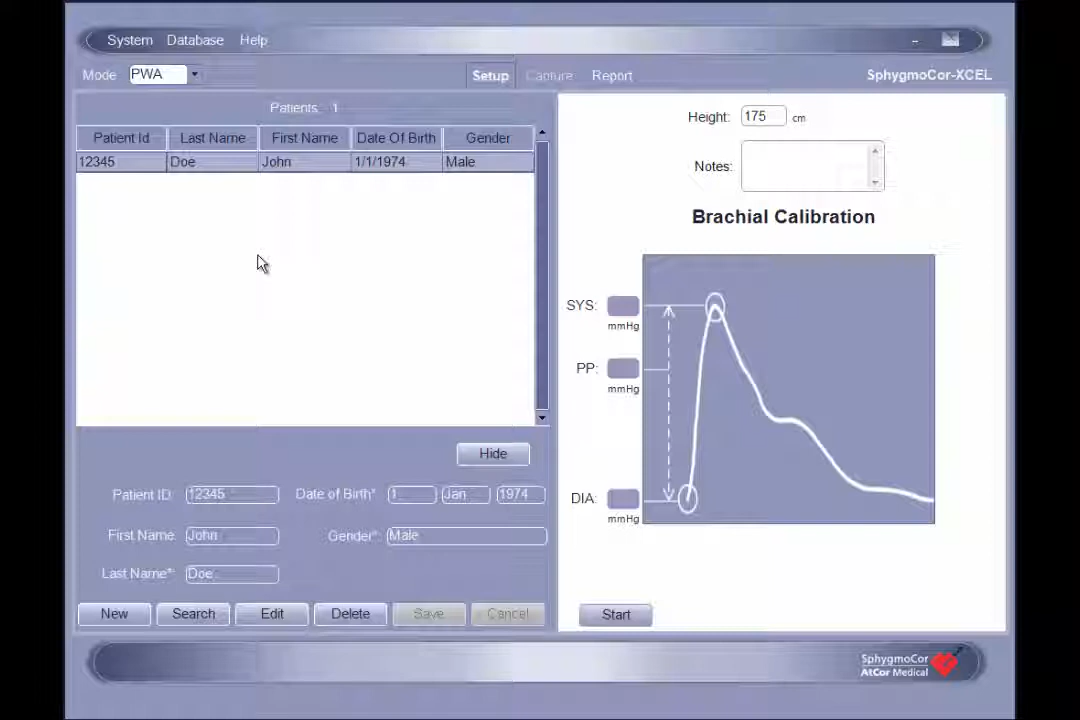 System Database Help
Mode PWA Setup Capture Report SphygmoCor-XCEL
Patients: 1
Patient Id Last Name First Name Date Of Birth Gender
12345 Doe John 1/1/1974 Male
Hide
Patient ID: 12345 Date of Birth* 1 Jan 1974
First Name: John Gender*: Male
Last Name*: Doe
New Search Edit Delete Save Cancel
Height: 175 cm
Notes:
Brachial Calibration
SYS:
mmHg
PP:
mmHg
DIA:
mmHg
Start
SphygmoCor
AtCor Medical